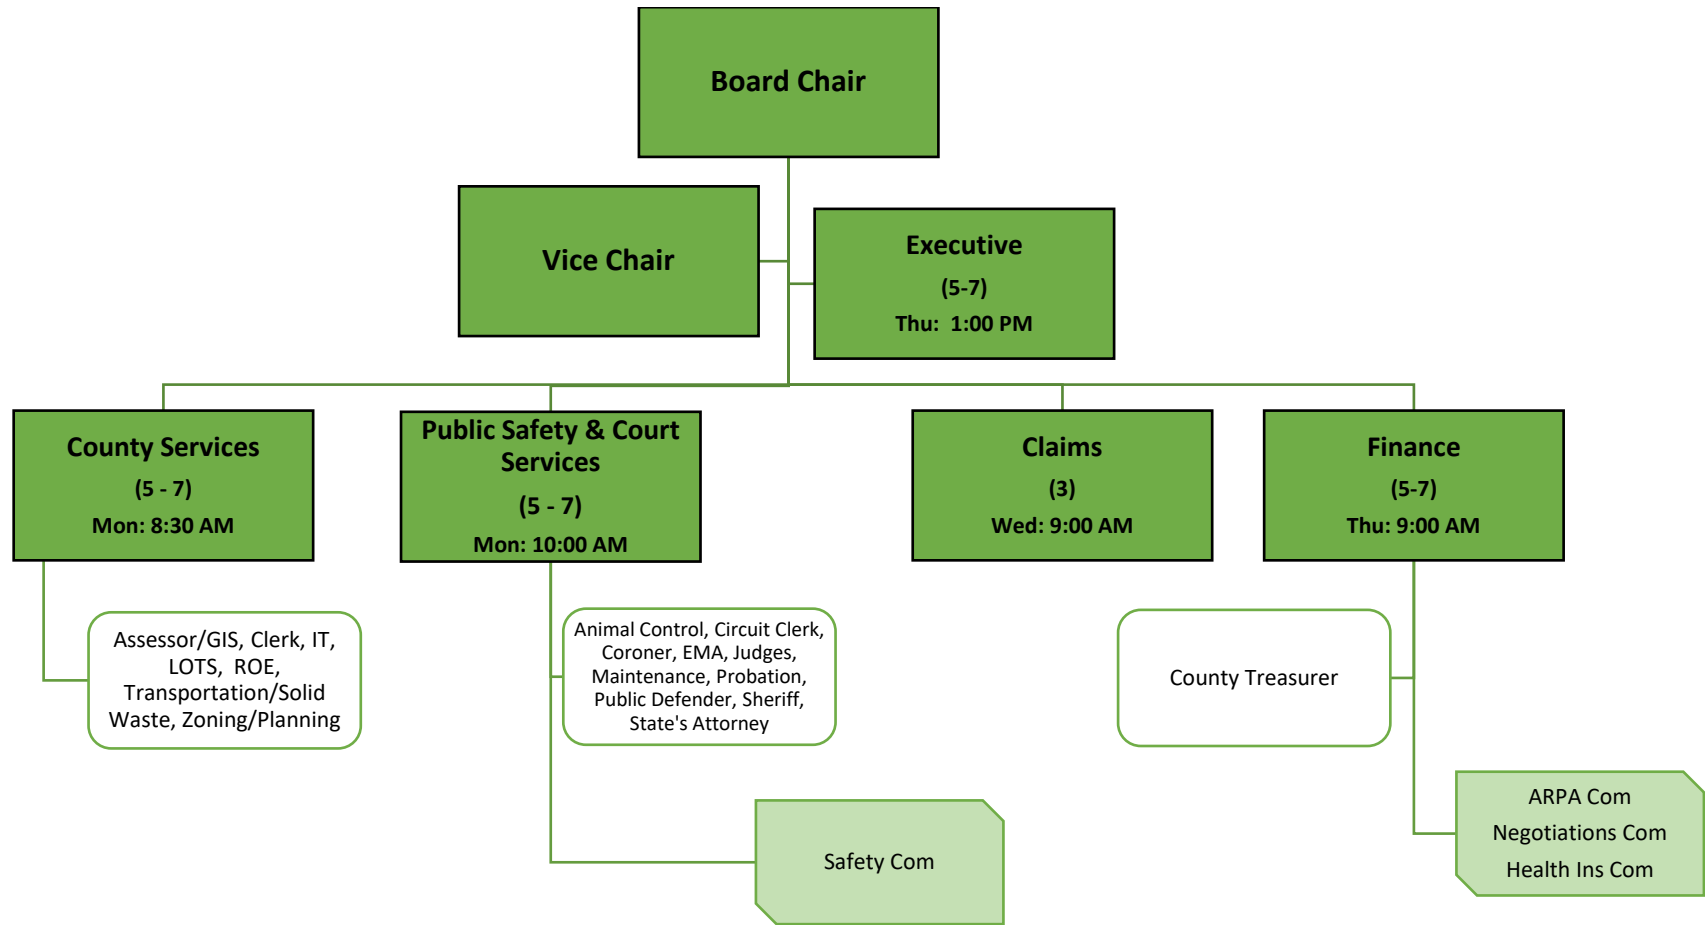 Board Chair
Vice Chair
Executive
(5-7)
Thu:  1:00 PM
County Services
(5 - 7)
Mon: 8:30 AM
Public Safety & Court
Services
(5 - 7)
Mon: 10:00 AM
Claims
(3)
Wed: 9:00 AM
Finance
(5-7)
Thu: 9:00 AM
Assessor/GIS, Clerk, IT,
LOTS,  ROE,
Transportation/Solid
Waste, Zoning/Planning
Animal Control, Circuit Clerk,
Coroner, EMA, Judges,
Maintenance, Probation,
Public Defender, Sheriff,
State's Attorney
County Treasurer
Safety Com
ARPA Com
Negotiations Com
Health Ins Com